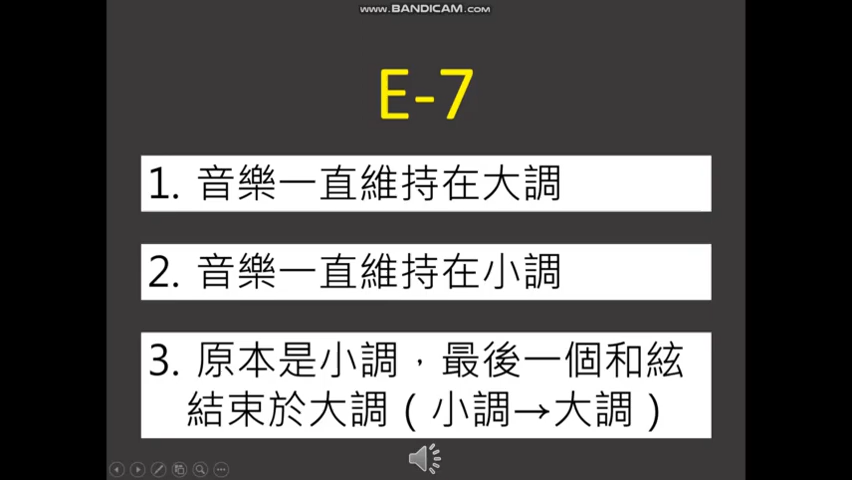 WWW.BANDICAM.COM
E-7
1. 音樂一直維持在大調
2. 音樂一直維持在小調
3. 原本是小調，最後一個和絃
結束於大調（小調→大調）